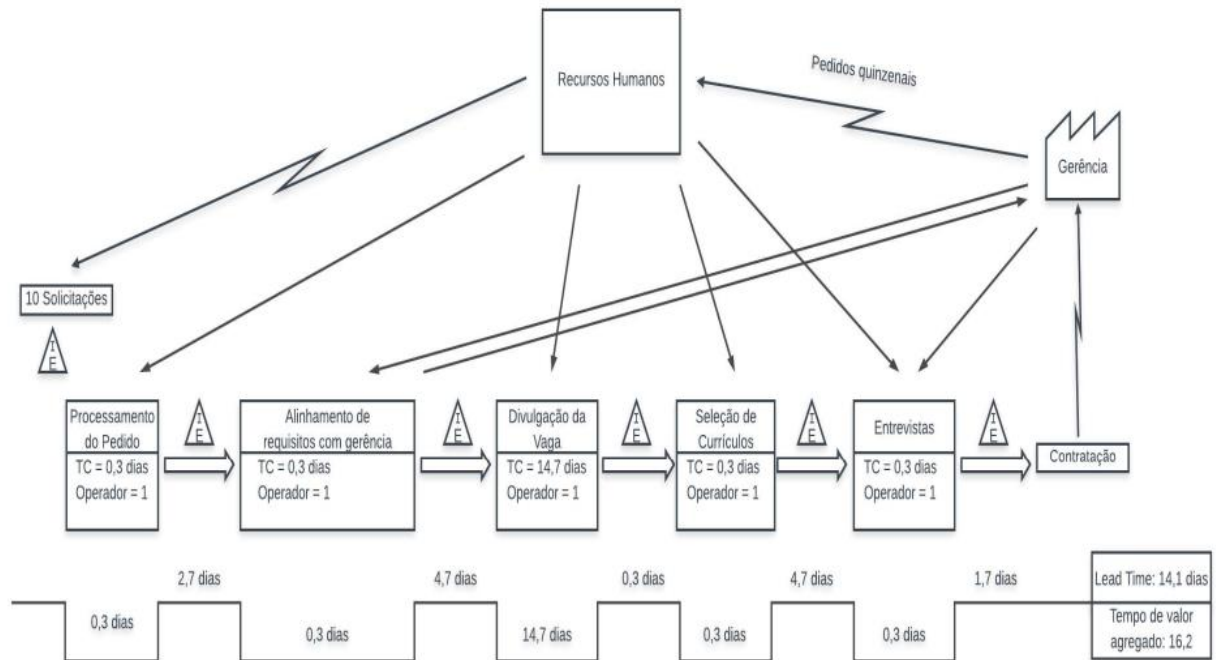 Recursos Humanos
Pedidos quinzenais
Gerência
10 Solicitações
I
E
Processamento
do Pedido
TC = 0,3 dias
Operador = 1
I
E
Alinhamento de
requisitos com gerência
TC = 0,3 dias
Operador = 1
I
E
Divulgação da
Vaga
TC = 14,7 dias
Operador = 1
I
E
Seleção de
Currículos
TC = 0,3 dias
Operador = 1
I
E
Entrevistas
TC = 0,3 dias
Operador = 1
I
E
Contratação
2,7 dias
4,7 dias
0,3 dias
4,7 dias
1,7 dias
Lead Time: 14,1 dias
0,3 dias
0,3 dias
14,7 dias
0,3 dias
0,3 dias
Tempo de valor
agregado: 16,2